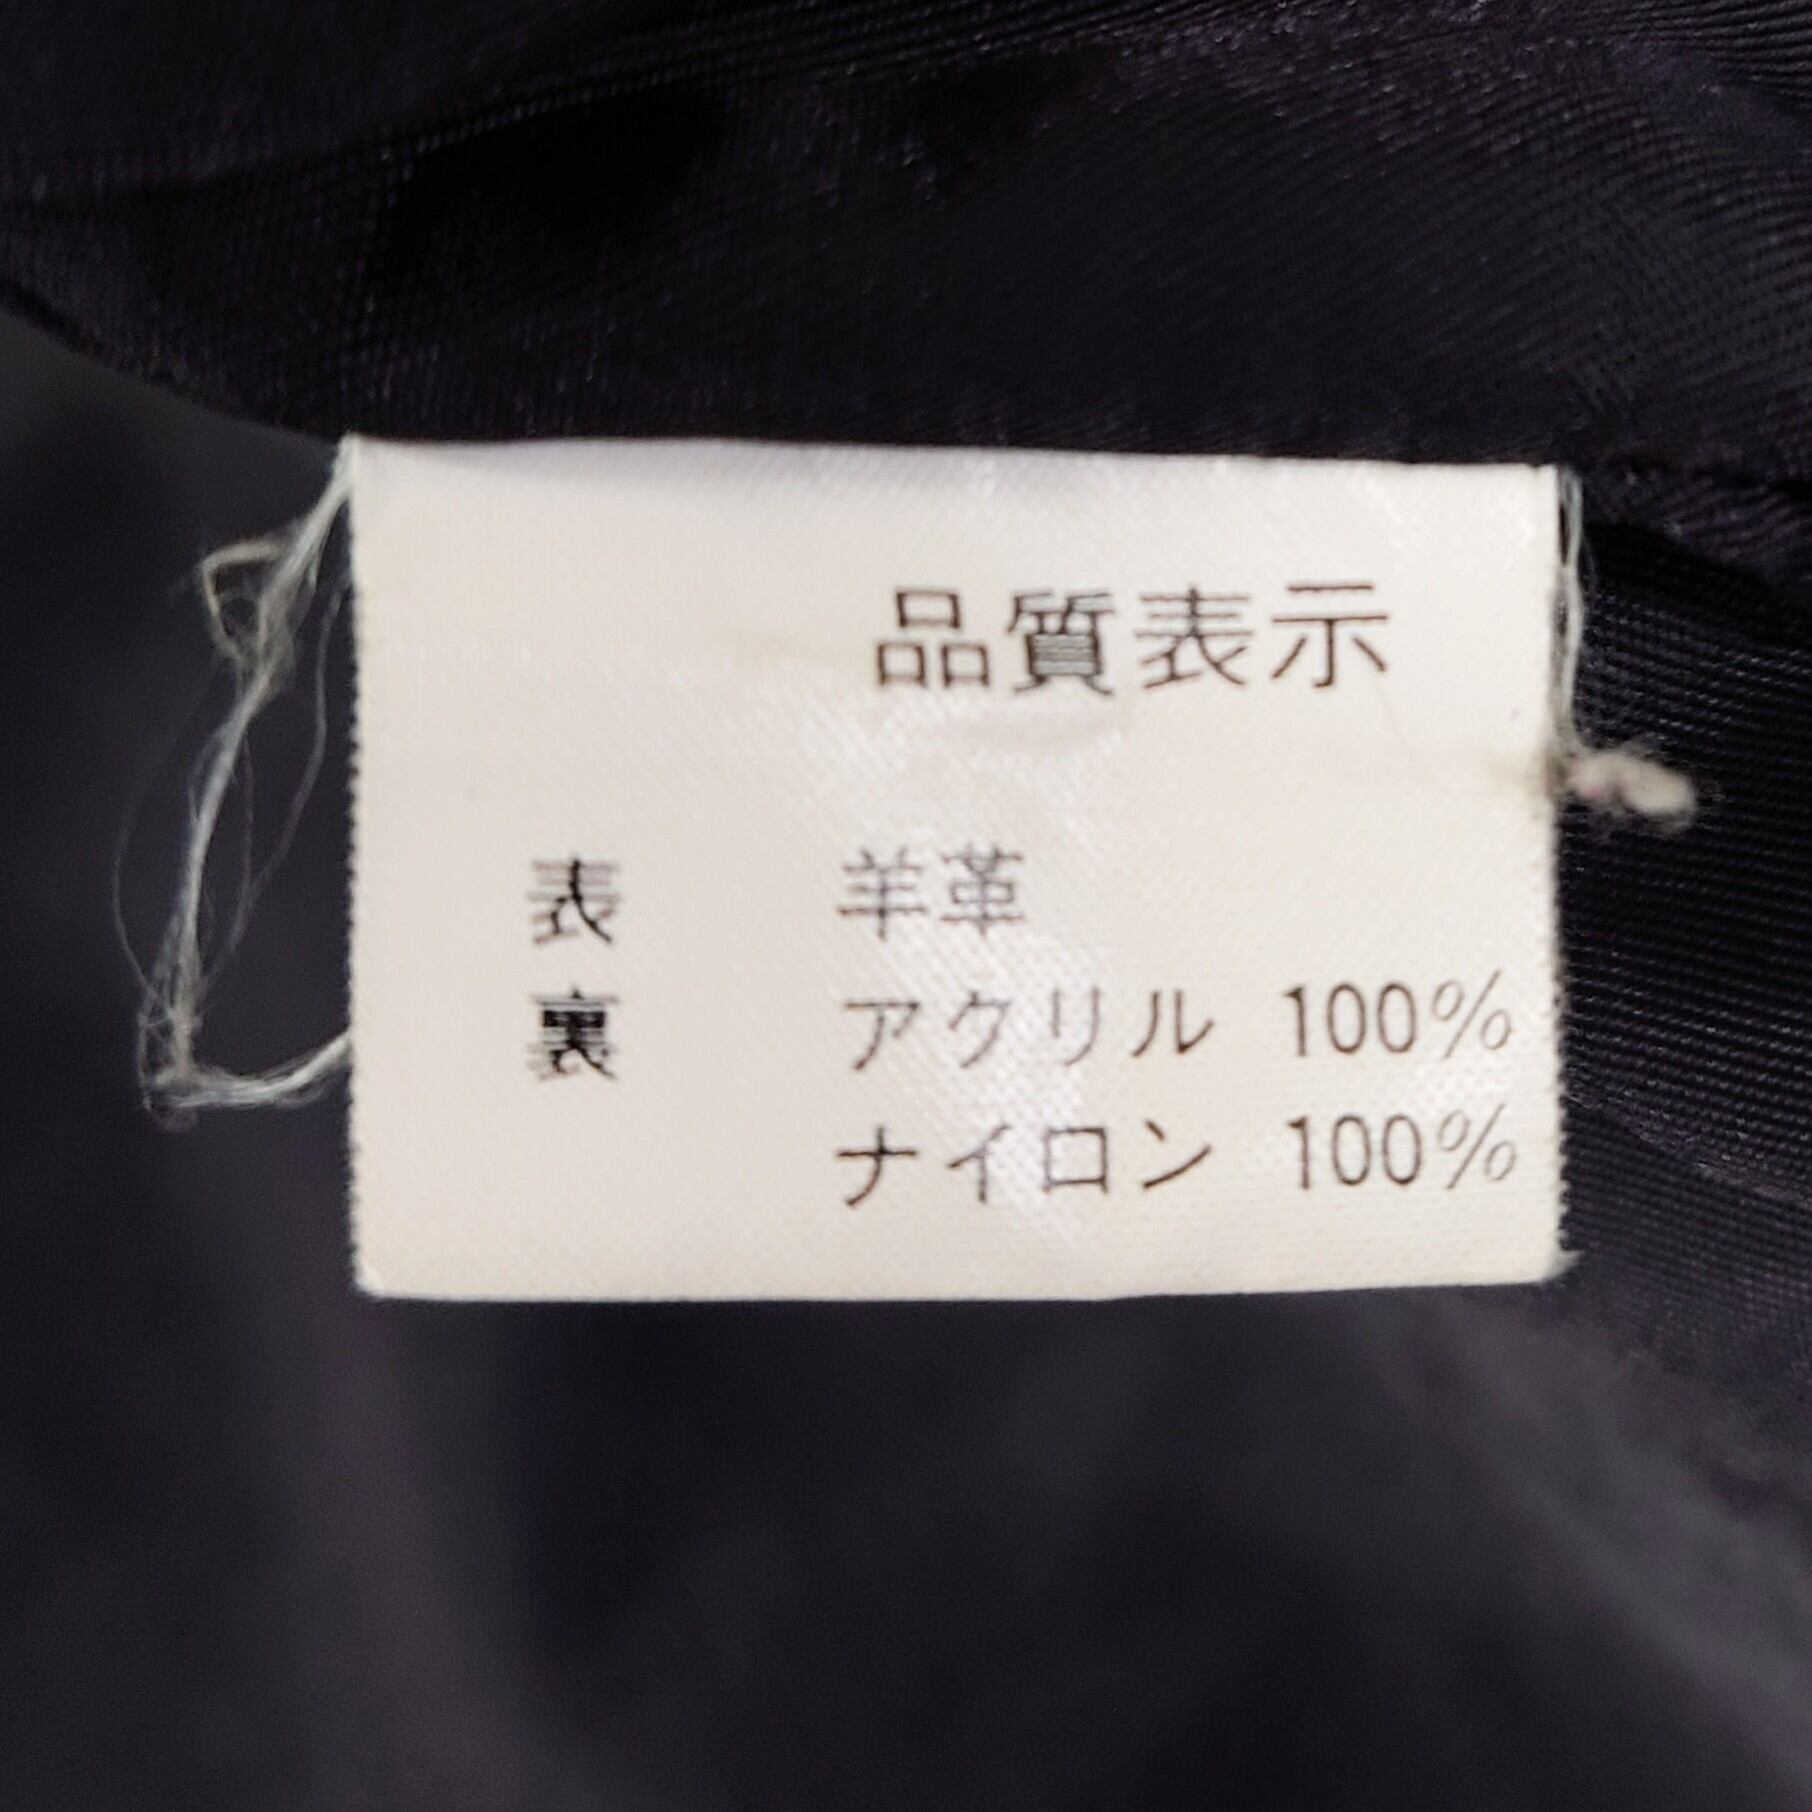 品質表示
表 羊革
裏 アクリル 100%
ナイロン 100%